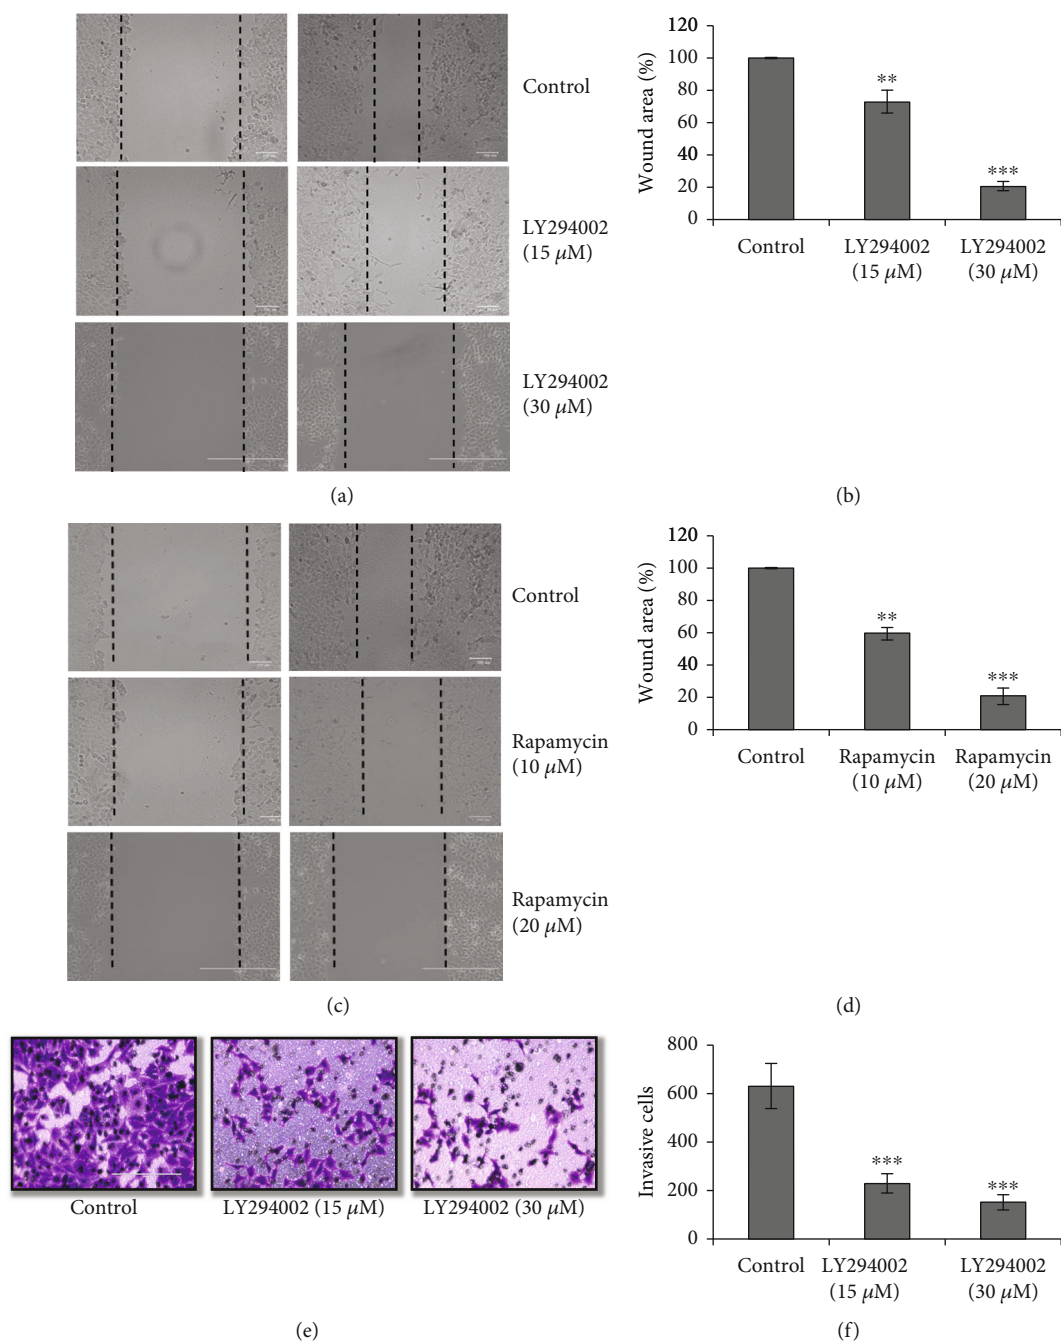 Control
LY294002
(15 μM)
LY294002
(30 μM)
(a)
Wound area (%)
120
100
80
60
40
20
0
**
***
Control
LY294002
(15 μM)
LY294002
(30 μM)
(b)
Control
Rapamycin
(10 μM)
Rapamycin
(20 μM)
(c)
Wound area (%)
120
100
80
60
40
20
0
**
***
Control
Rapamycin
(10 μM)
Rapamycin
(20 μM)
(d)
Control
LY294002 (15 μM)
LY294002 (30 μM)
(e)
Invasive cells
800
600
400
200
0
***
***
Control
LY294002
(15 μM)
LY294002
(30 μM)
(f)